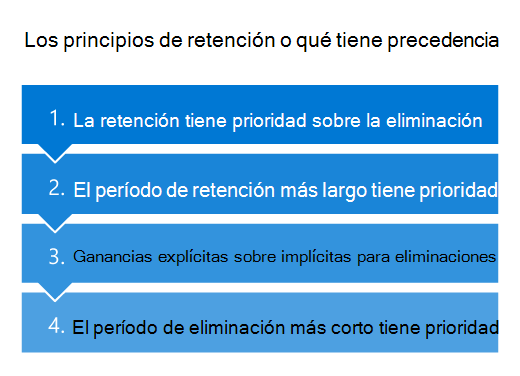 Los principios de retención o qué tiene precedencia
1. La retención tiene prioridad sobre la eliminación
2. El período de retención más largo tiene prioridad
3. Ganancias explícitas sobre implícitas para eliminaciones
4. El período de eliminación más corto tiene prioridad